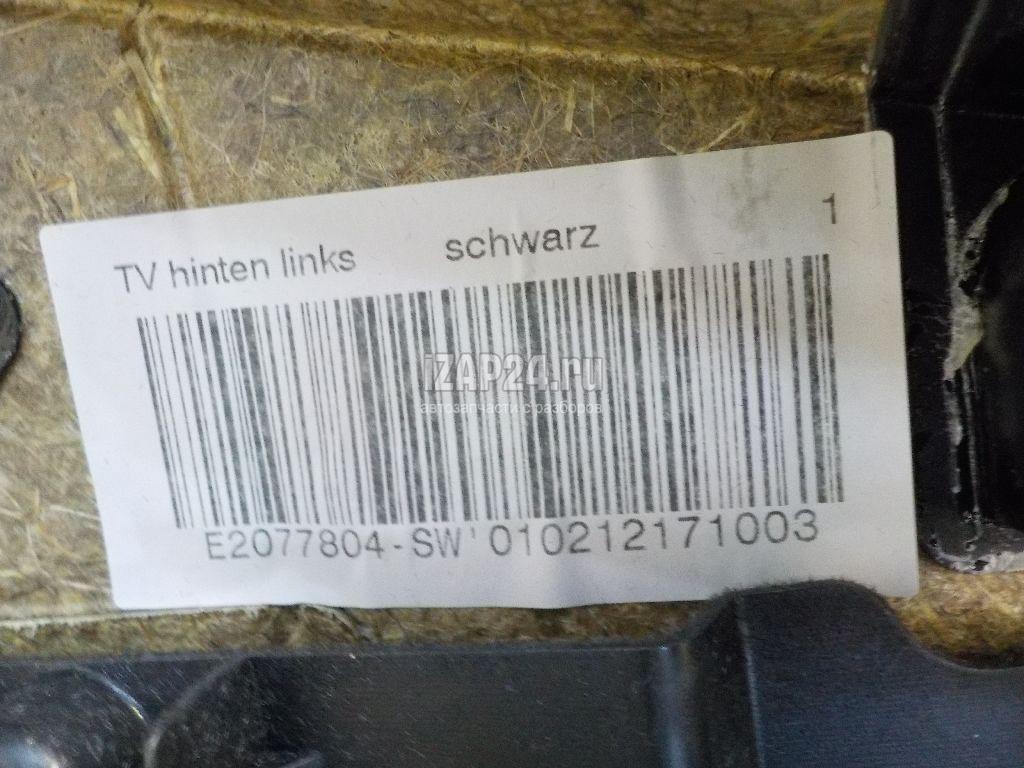 TV hinten links schwarz 1
iZAP24.ru
автозапчасти с разборов
E2077804-SW'010212171003